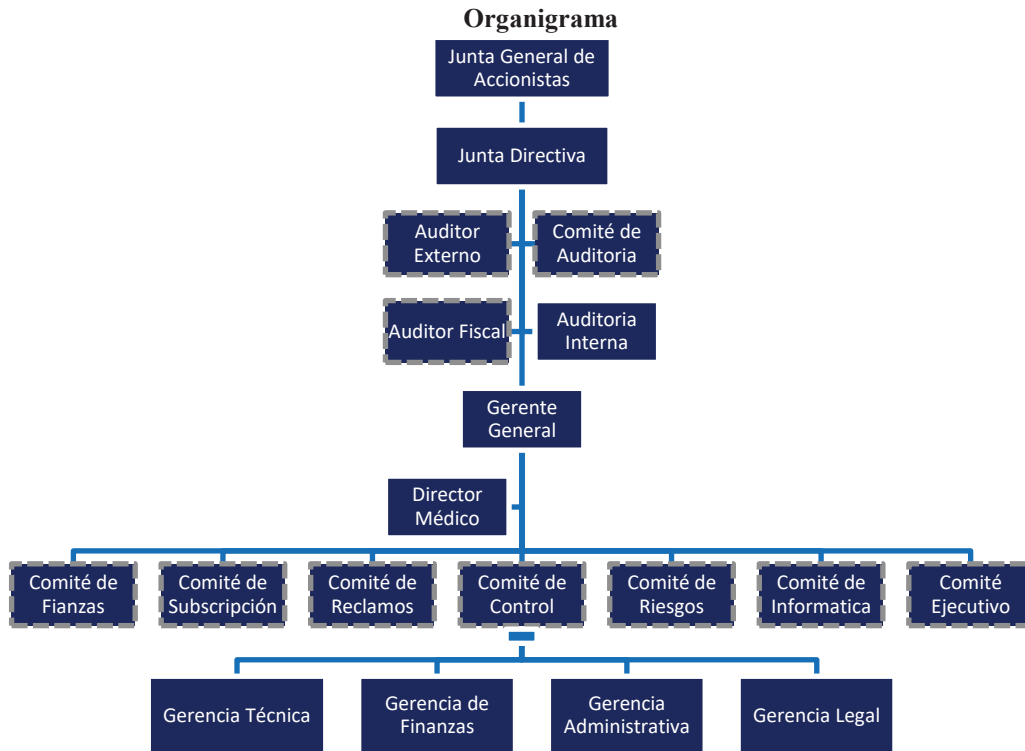 Organigrama
Junta General de
Accionistas
Junta Directiva
Auditor
Externo
Comité de
Auditoria
Auditor Fiscal
Auditoria
Interna
Gerente
General
Director
Médico
Comité de
Fianzas
Comité de
Subscripción
Comité de
Reclamos
Comité de
Control
Comité de
Riesgos
Comité de
Informatica
Comité
Ejecutivo
Gerencia Técnica
Gerencia de
Finanzas
Gerencia
Administrativa
Gerencia Legal